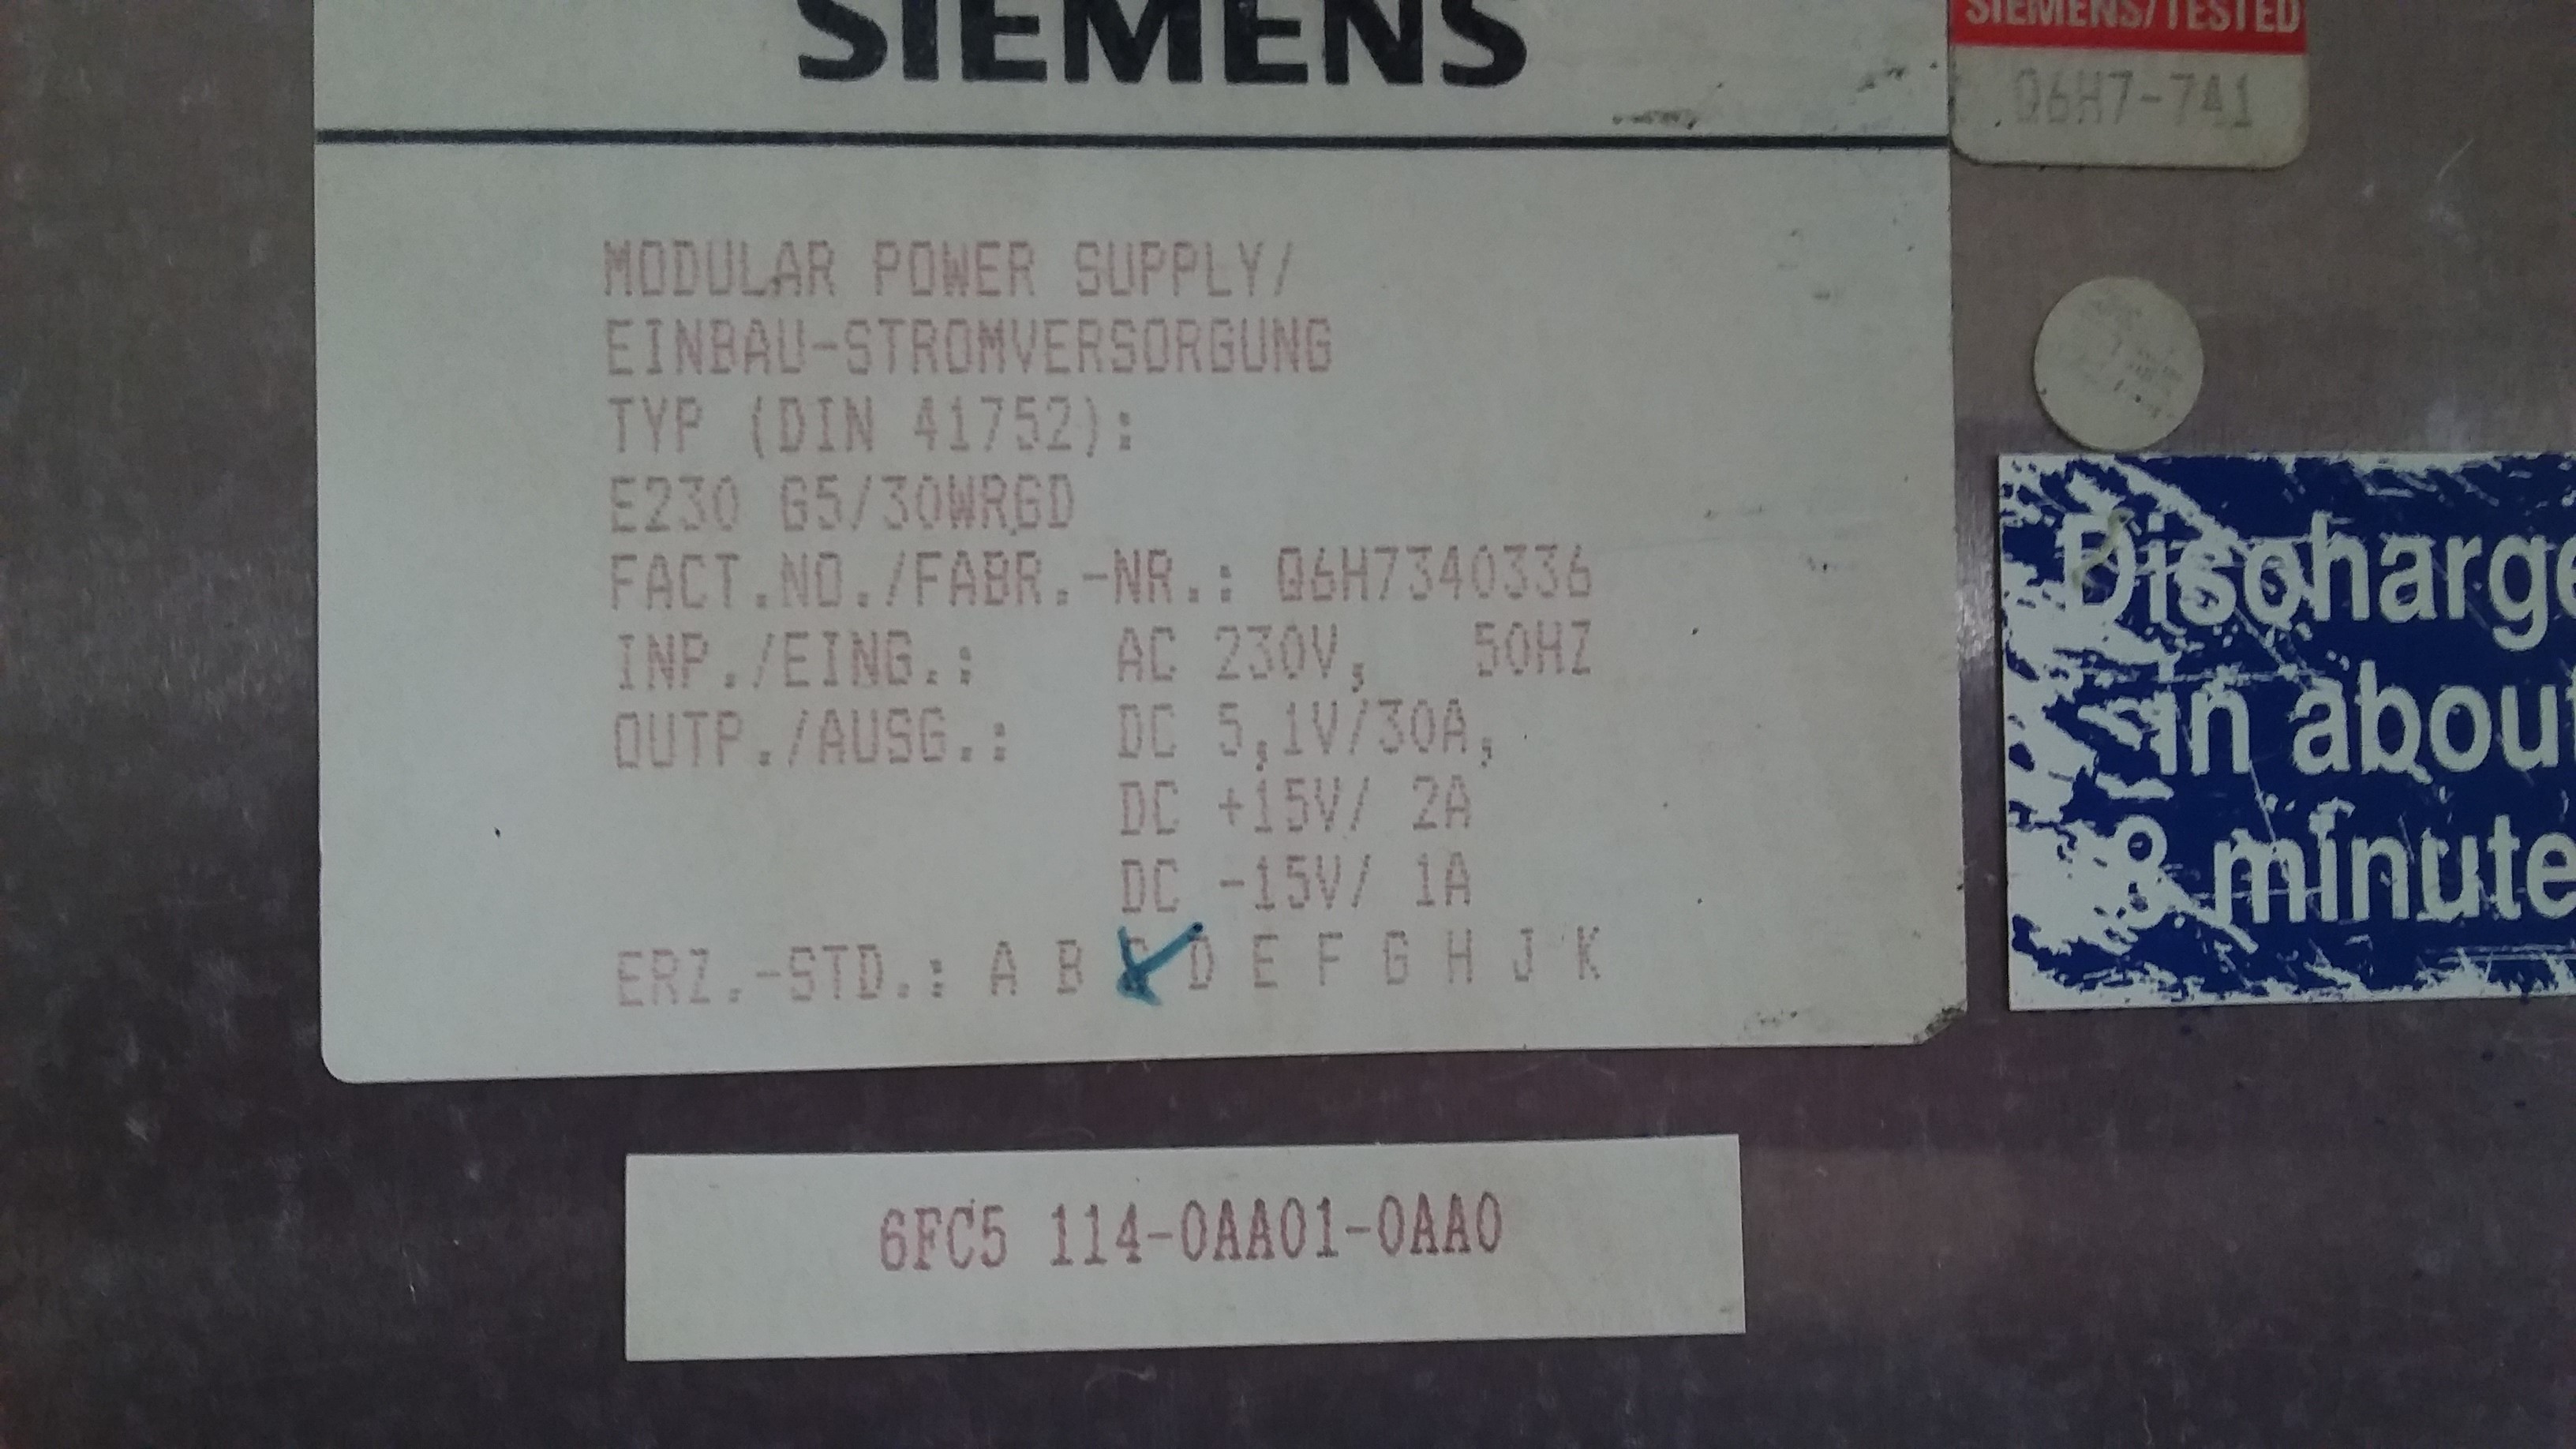 SIEMENS
SIEMENS/TESTED
Q6H7-741
MODULAR POWER SUPPLY/
EINBAU-STROMVERSORGUNG
TYP (DIN 41752):
E230 G5/30WRGD
FACT.NO./FABR.-NR.: Q6H7340336
INP./EING.: AC 230V, 50HZ
OUTP./AUSG.: DC 5,1V/30A,
DC +15V/ 2A
DC -15V/ 1A
ERZ.-STD.: A B C D E F G H J K
6FC5 114-0AA01-0AA0
Discharge
in about
8 minute